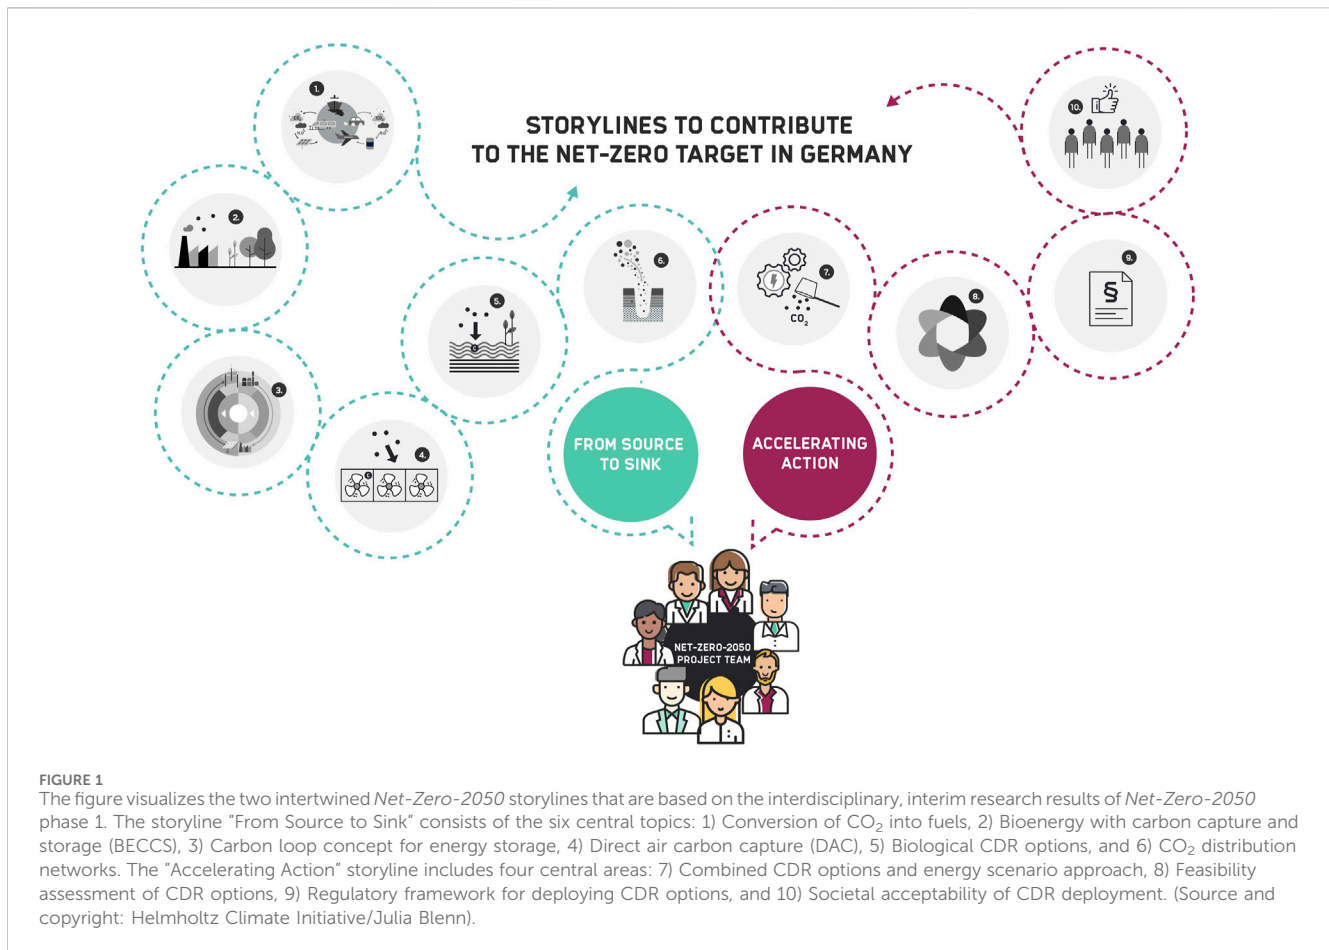 STORYLINES TO CONTRIBUTE
TO THE NET-ZERO TARGET IN GERMANY
1.
2.
3.
4.
C
5.
C
6.
7.
CO₂
8.
9.
§
10.
FROM SOURCE
TO SINK
ACCELERATING
ACTION
NET-ZERO-2050
PROJECT TEAM
FIGURE 1
The figure visualizes the two intertwined Net-Zero-2050 storylines that are based on the interdisciplinary, interim research results of Net-Zero-2050
phase 1. The storyline "From Source to Sink" consists of the six central topics: 1) Conversion of CO₂ into fuels, 2) Bioenergy with carbon capture and
storage (BECCS), 3) Carbon loop concept for energy storage, 4) Direct air carbon capture (DAC), 5) Biological CDR options, and 6) CO₂ distribution
networks. The "Accelerating Action" storyline includes four central areas: 7) Combined CDR options and energy scenario approach, 8) Feasibility
assessment of CDR options, 9) Regulatory framework for deploying CDR options, and 10) Societal acceptability of CDR deployment. (Source and
copyright: Helmholtz Climate Initiative/Julia Blenn).